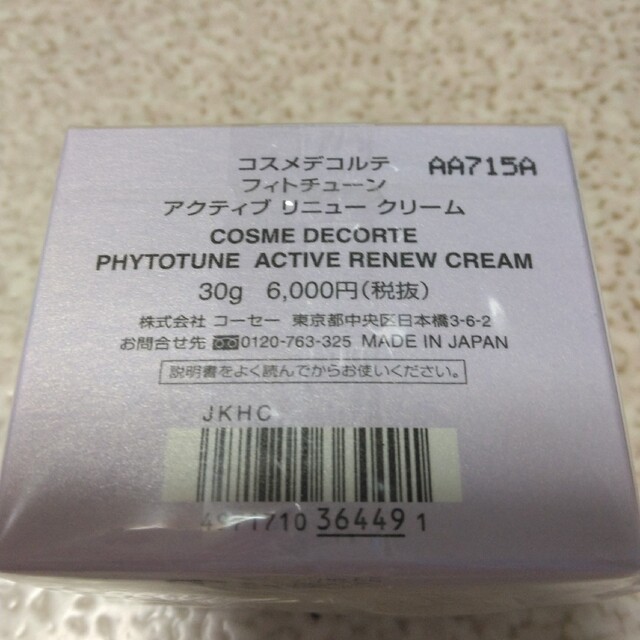 コスメデコルテ AA715A
フィトチューン
アクティブ リニュー クリーム
COSME DECORTE
PHYTOTUNE ACTIVE RENEW CREAM
30g 6,000円(税抜)
株式会社 コーセー 東京都中央区日本橋3-6-2
お問合せ先 0120-763-325 MADE IN JAPAN
説明書をよく読んでからお使いください。
JKHC
4971710 364491